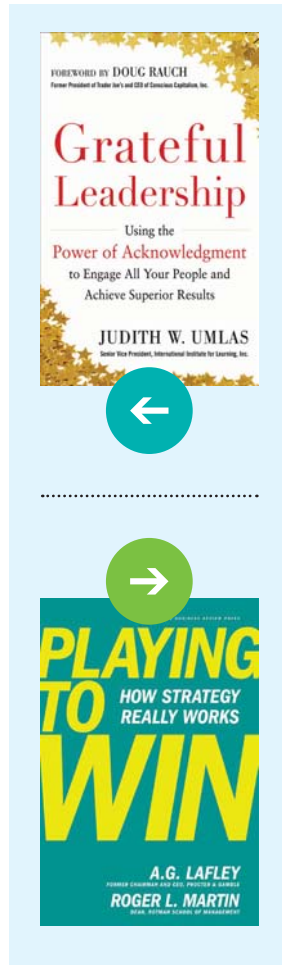 FOREWORD BY DOUG RAUCH
Former President of Trader Joe's and CEO of Conscious Capitalism, Inc.
Grateful
Leadership
Using the
Power of Acknowledgment
to Engage All Your People and
Achieve Superior Results
JUDITH W. UMLAS
Senior Vice President, International Institute for Learning, Inc.
BUSINESS REVIEW PRESS
PLAYING
TO
HOW STRATEGY
REALLY WORKS
WIN
A.G. LAFLEY
FORMER CHAIRMAN AND CEO, PROCTER & GAMBLE
ROGER L. MARTIN
DEAN, ROTMAN SCHOOL OF MANAGEMENT